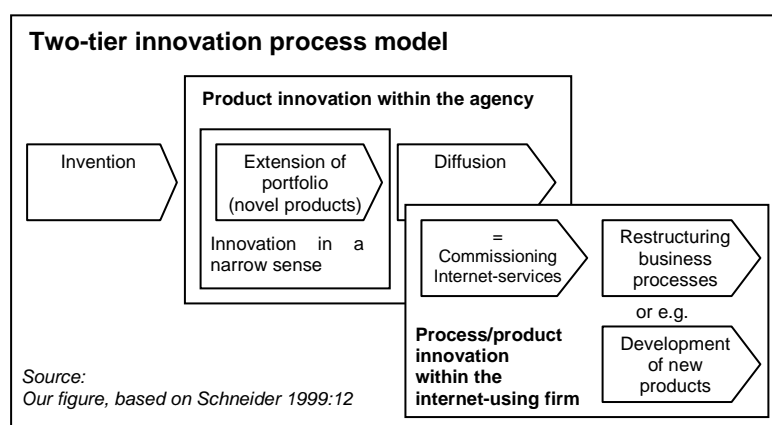 Two-tier innovation process model
Product innovation within the agency
Invention
Extension of
portfolio
(novel products)
Diffusion
Innovation in a
narrow sense
=
Commissioning
Internet-services
Restructuring
business
processes
or e.g.
Process/product
innovation
within the
internet-using firm
Development
of new
products
Source:
Our figure, based on Schneider 1999:12